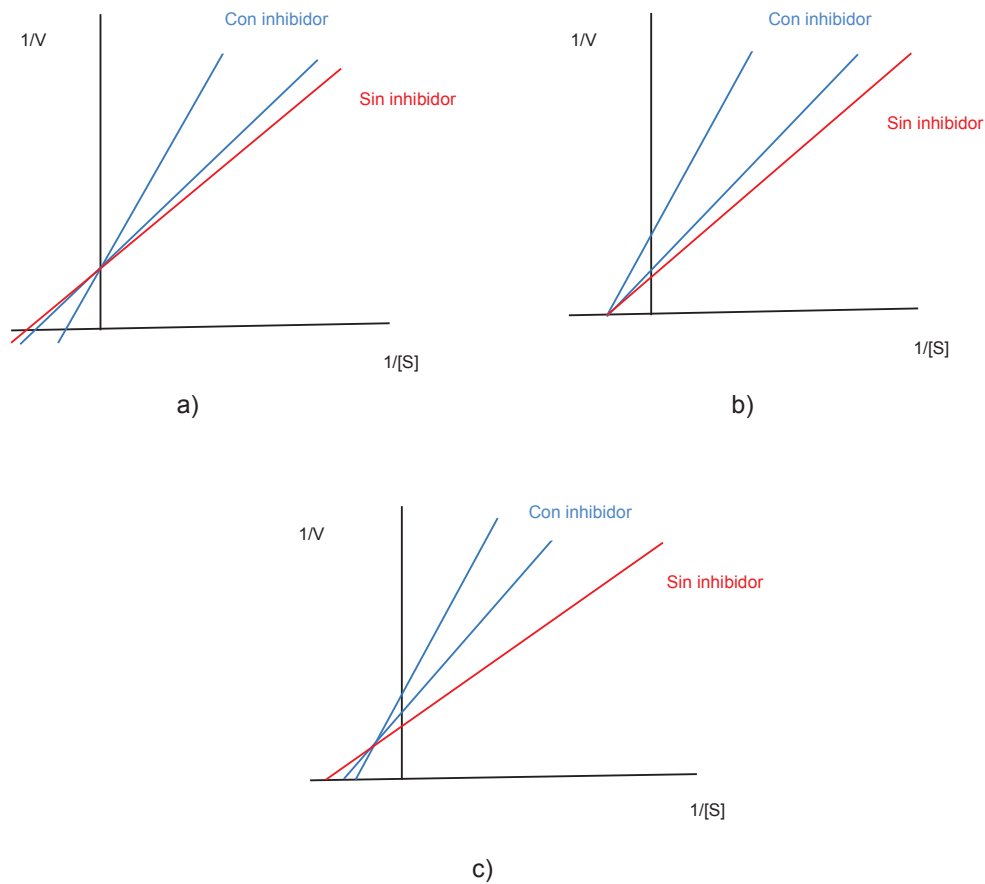 Con inhibidor
1/V
Sin inhibidor
1/[S]
a)
Con inhibidor
1/V
Sin inhibidor
1/[S]
b)
Con inhibidor
1/V
Sin inhibidor
1/[S]
c)